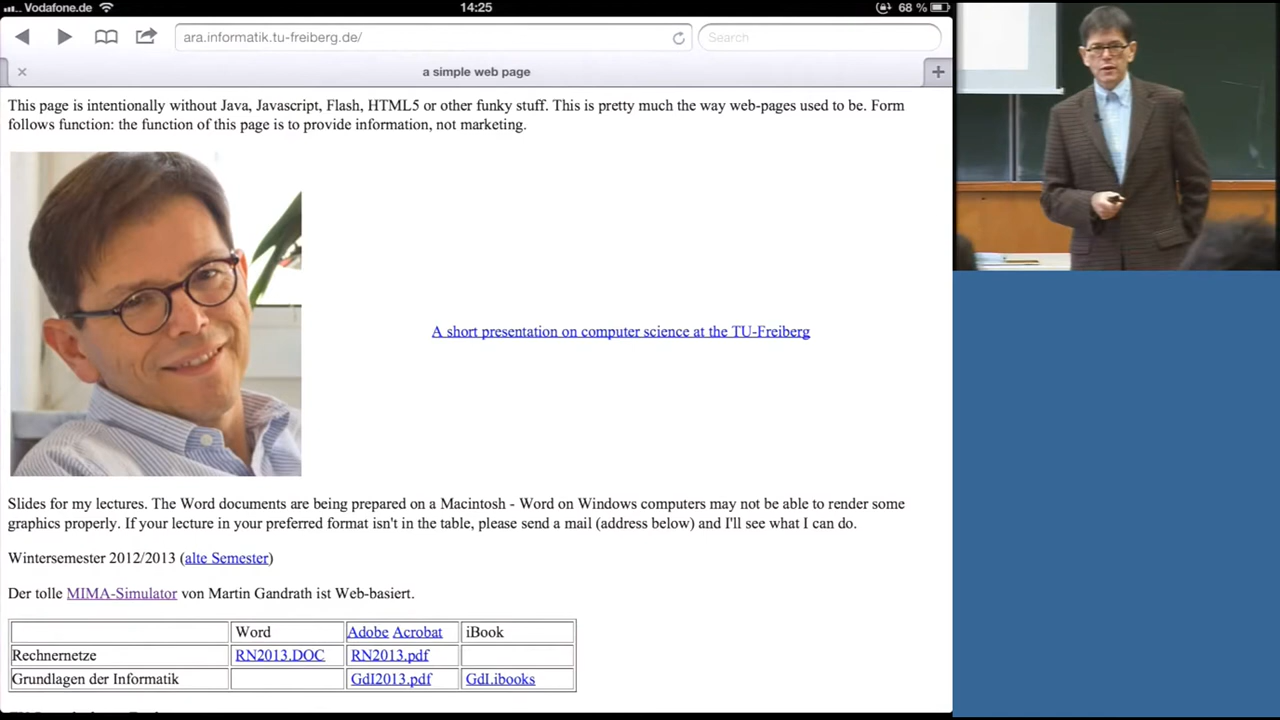 Vodafone.de
14:25
68 %
ara.informatik.tu-freiberg.de/
Search
a simple web page
This page is intentionally without Java, Javascript, Flash, HTML5 or other funky stuff. This is pretty much the way web-pages used to be. Form
follows function: the function of this page is to provide information, not marketing.
A short presentation on computer science at the TU-Freiberg
Slides for my lectures. The Word documents are being prepared on a Macintosh - Word on Windows computers may not be able to render some
graphics properly. If your lecture in your preferred format isn't in the table, please send a mail (address below) and I'll see what I can do.
Wintersemester 2012/2013 (alte Semester)
Der tolle MIMA-Simulator von Martin Gandrath ist Web-basiert.
Word Adobe Acrobat iBook
Rechnernetze RN2013.DOC RN2013.pdf
Grundlagen der Informatik GdI2013.pdf GdI.ibooks